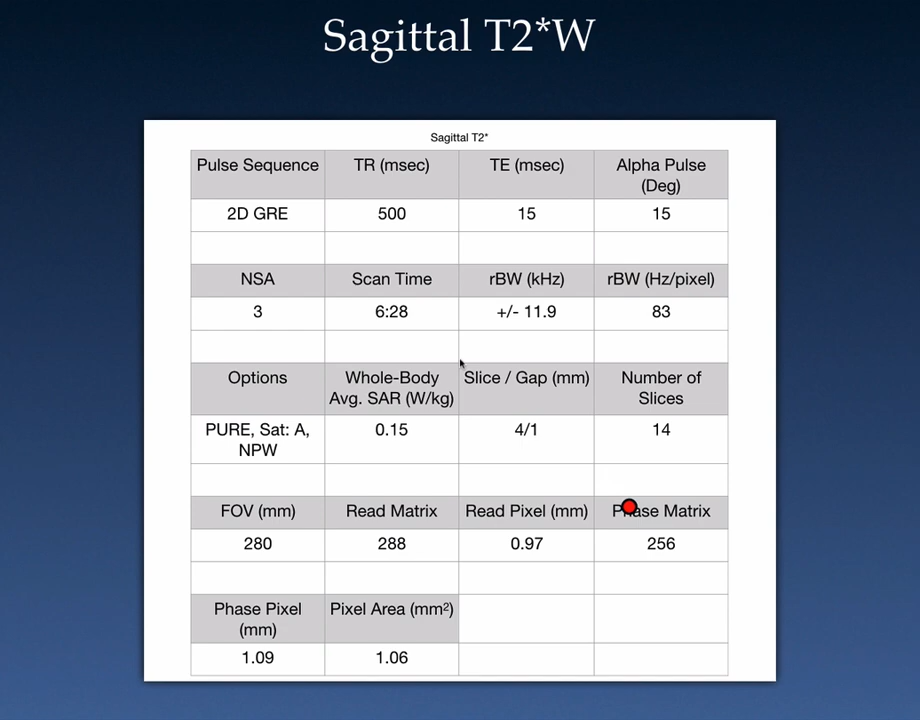 Sagittal T2*W
Sagittal T2*
Pulse Sequence TR (msec) TE (msec) Alpha Pulse (Deg)
2D GRE 500 15 15
NSA Scan Time rBW (kHz) rBW (Hz/pixel)
3 6:28 +/- 11.9 83
Options Whole-Body Avg. SAR (W/kg) Slice / Gap (mm) Number of Slices
PURE, Sat: A, NPW 0.15 4/1 14
FOV (mm) Read Matrix Read Pixel (mm) Phase Matrix
280 288 0.97 256
Phase Pixel (mm) Pixel Area (mm²)
1.09 1.06